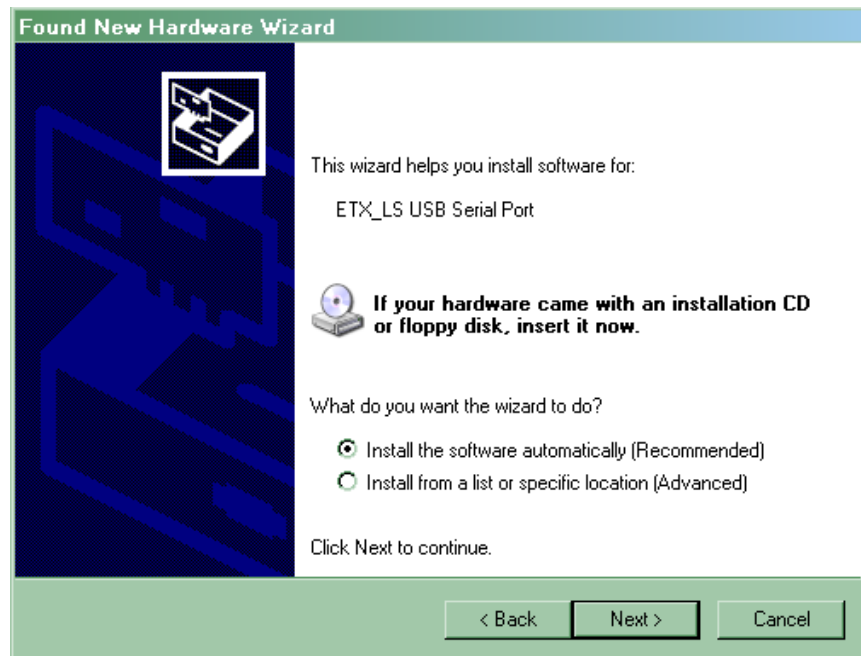 Found New Hardware Wizard
This wizard helps you install software for:
ETX_LS USB Serial Port
If your hardware came with an installation CD
or floppy disk, insert it now.
What do you want the wizard to do?
Install the software automatically (Recommended)
Install from a list or specific location (Advanced)
Click Next to continue.
< Back Next > Cancel